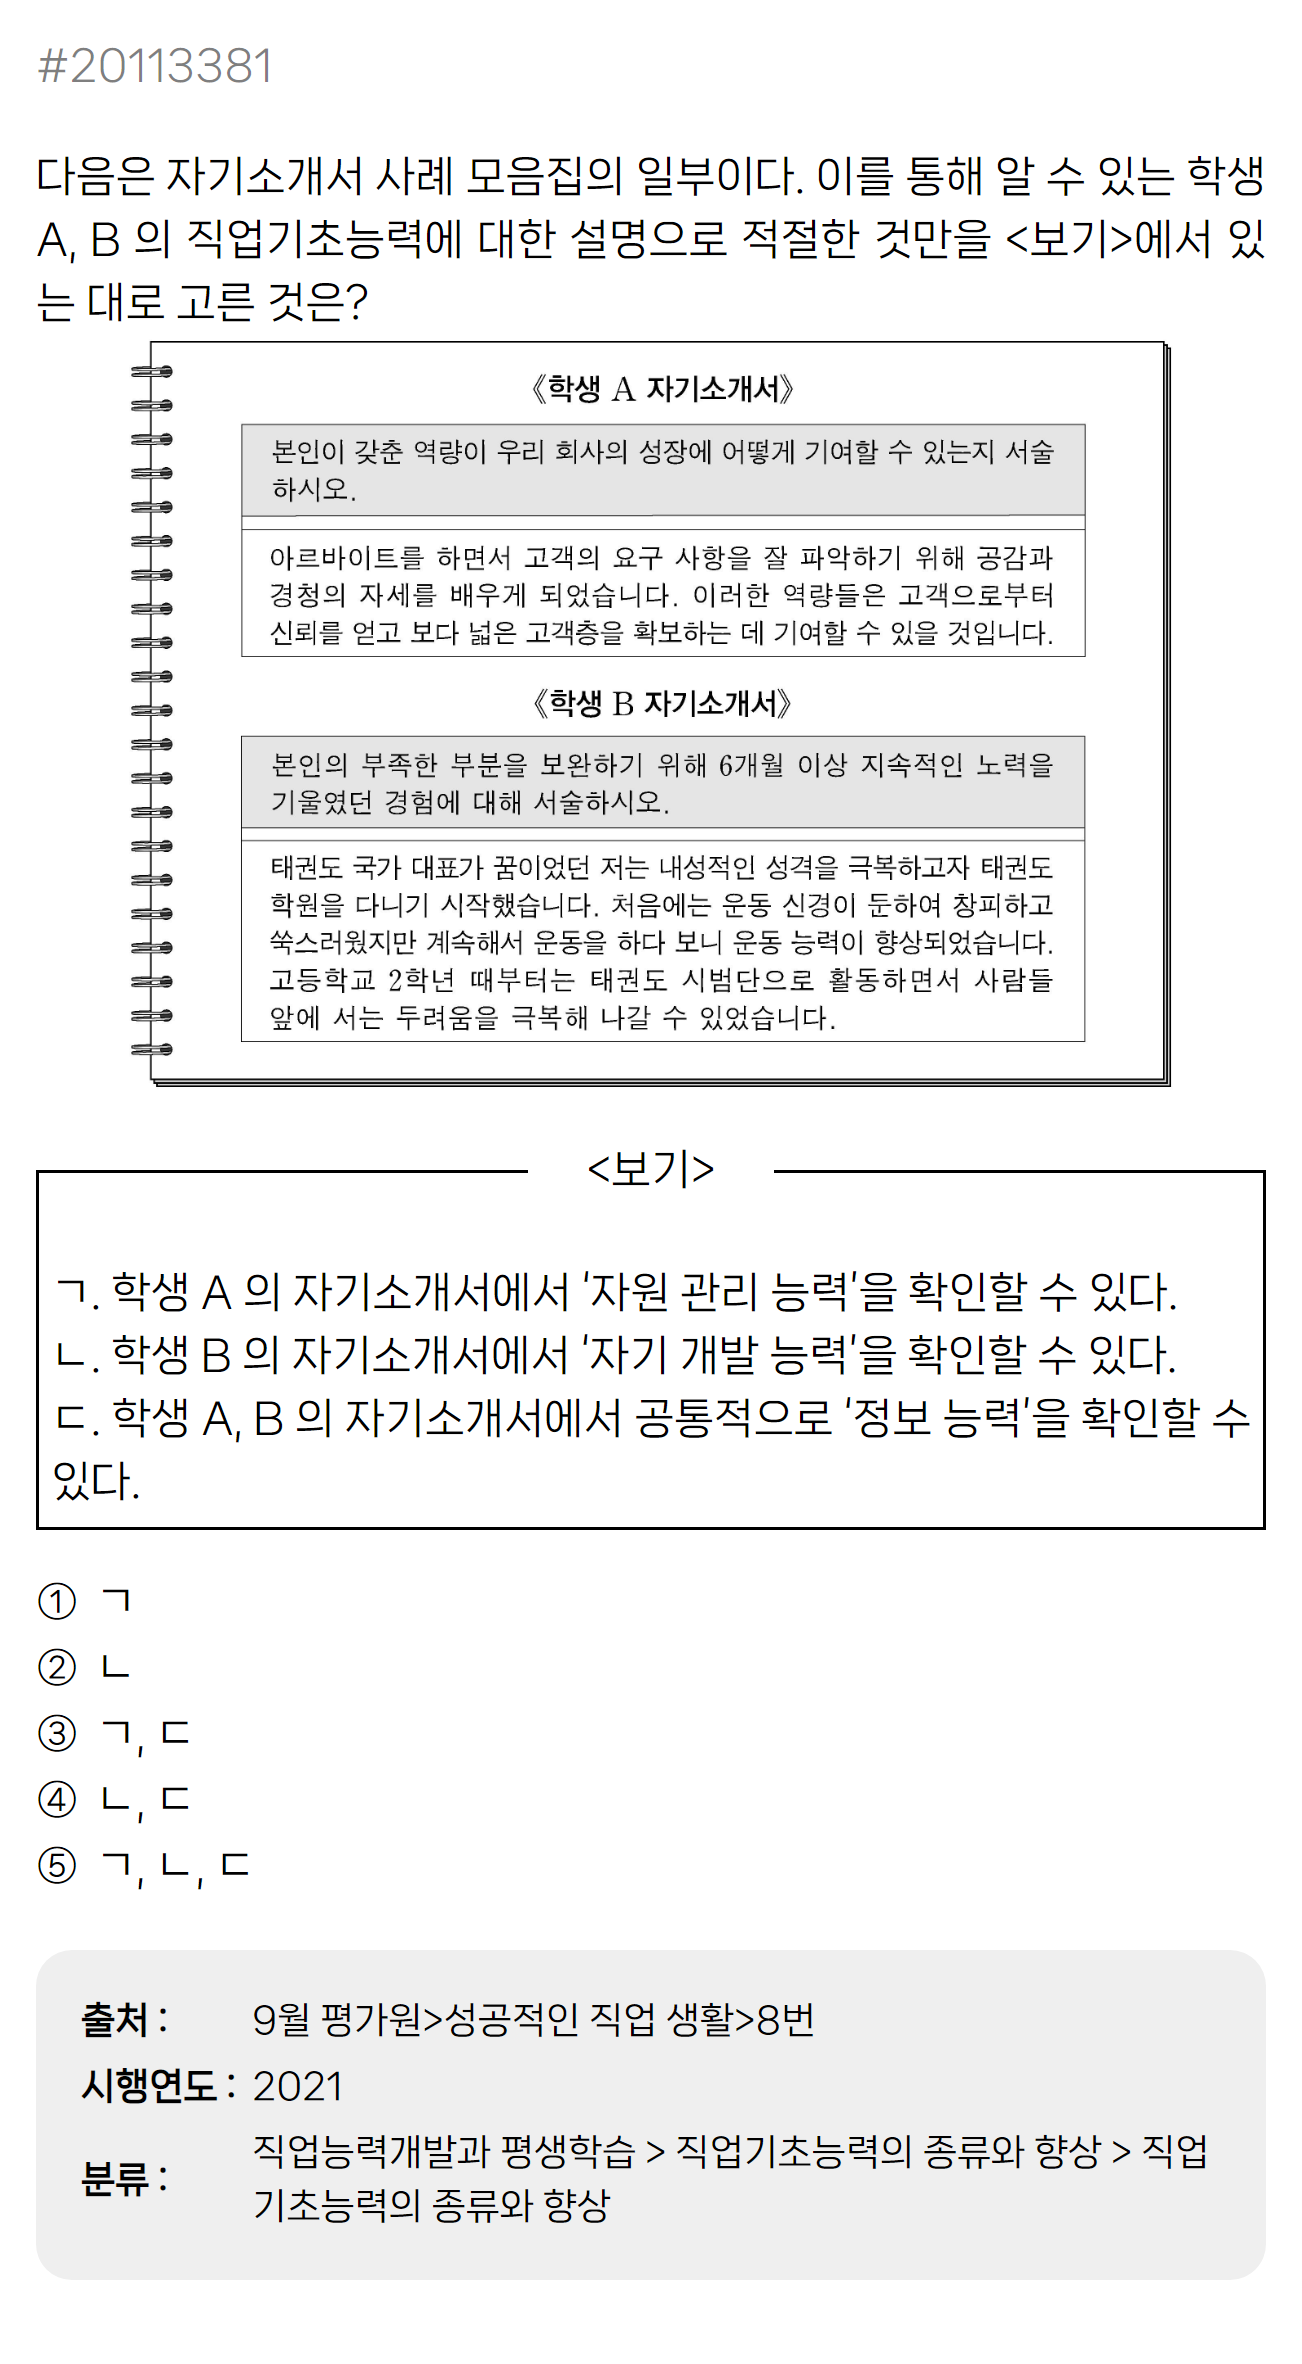 #20113381
다음은 자기소개서 사례 모음집의 일부이다. 이를 통해 알 수 있는 학생
A, B 의 직업기초능력에 대한 설명으로 적절한 것만을 <보기>에서 있
는 대로 고른 것은?
《학생 A 자기소개서》
본인이 갖춘 역량이 우리 회사의 성장에 어떻게 기여할 수 있는지 서술
하시오.
아르바이트를 하면서 고객의 요구 사항을 잘 파악하기 위해 공감과
경청의 자세를 배우게 되었습니다. 이러한 역량들은 고객으로부터
신뢰를 얻고 보다 넓은 고객층을 확보하는 데 기여할 수 있을 것입니다.
《학생 B 자기소개서》
본인의 부족한 부분을 보완하기 위해 6개월 이상 지속적인 노력을
기울였던 경험에 대해 서술하시오.
태권도 국가 대표가 꿈이었던 저는 내성적인 성격을 극복하고자 태권도
학원을 다니기 시작했습니다. 처음에는 운동 신경이 둔하여 창피하고
쑥스러웠지만 계속해서 운동을 하다 보니 운동 능력이 향상되었습니다.
고등학교 2학년 때부터는 태권도 시범단으로 활동하면서 사람들
앞에 서는 두려움을 극복해 나갈 수 있었습니다.
<보기>
ㄱ. 학생 A 의 자기소개서에서 '자원 관리 능력'을 확인할 수 있다.
ㄴ. 학생 B 의 자기소개서에서 '자기 개발 능력'을 확인할 수 있다.
ㄷ. 학생 A, B 의 자기소개서에서 공통적으로 '정보 능력'을 확인할 수
있다.
① ㄱ
② ㄴ
③ ㄱ, ㄷ
④ ㄴ, ㄷ
⑤ ㄱ, ㄴ, ㄷ
출처 : 9월 평가원>성공적인 직업 생활>8번
시행연도 : 2021
분류 : 직업능력개발과 평생학습 > 직업기초능력의 종류와 향상 > 직업
기초능력의 종류와 향상